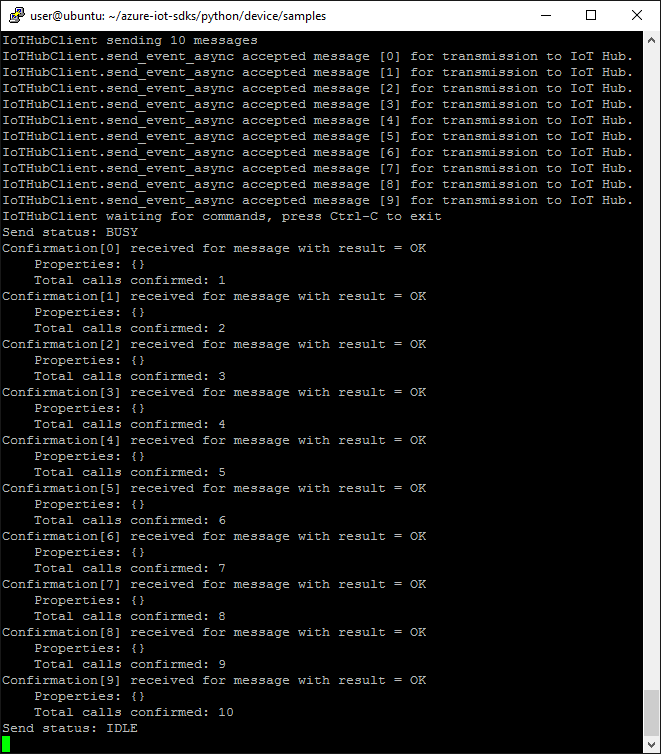 user@ubuntu: ~/azure-iot-sdks/python/device/samples
IoTHubClient sending 10 messages
IoTHubClient.send_event_async accepted message [0] for transmission to IoT Hub.
IoTHubClient.send_event_async accepted message [1] for transmission to IoT Hub.
IoTHubClient.send_event_async accepted message [2] for transmission to IoT Hub.
IoTHubClient.send_event_async accepted message [3] for transmission to IoT Hub.
IoTHubClient.send_event_async accepted message [4] for transmission to IoT Hub.
IoTHubClient.send_event_async accepted message [5] for transmission to IoT Hub.
IoTHubClient.send_event_async accepted message [6] for transmission to IoT Hub.
IoTHubClient.send_event_async accepted message [7] for transmission to IoT Hub.
IoTHubClient.send_event_async accepted message [8] for transmission to IoT Hub.
IoTHubClient.send_event_async accepted message [9] for transmission to IoT Hub.
IoTHubClient waiting for commands, press Ctrl-C to exit
Send status: BUSY
Confirmation[0] received for message with result = OK
    Properties: {}
    Total calls confirmed: 1
Confirmation[1] received for message with result = OK
    Properties: {}
    Total calls confirmed: 2
Confirmation[2] received for message with result = OK
    Properties: {}
    Total calls confirmed: 3
Confirmation[3] received for message with result = OK
    Properties: {}
    Total calls confirmed: 4
Confirmation[4] received for message with result = OK
    Properties: {}
    Total calls confirmed: 5
Confirmation[5] received for message with result = OK
    Properties: {}
    Total calls confirmed: 6
Confirmation[6] received for message with result = OK
    Properties: {}
    Total calls confirmed: 7
Confirmation[7] received for message with result = OK
    Properties: {}
    Total calls confirmed: 8
Confirmation[8] received for message with result = OK
    Properties: {}
    Total calls confirmed: 9
Confirmation[9] received for message with result = OK
    Properties: {}
    Total calls confirmed: 10
Send status: IDLE